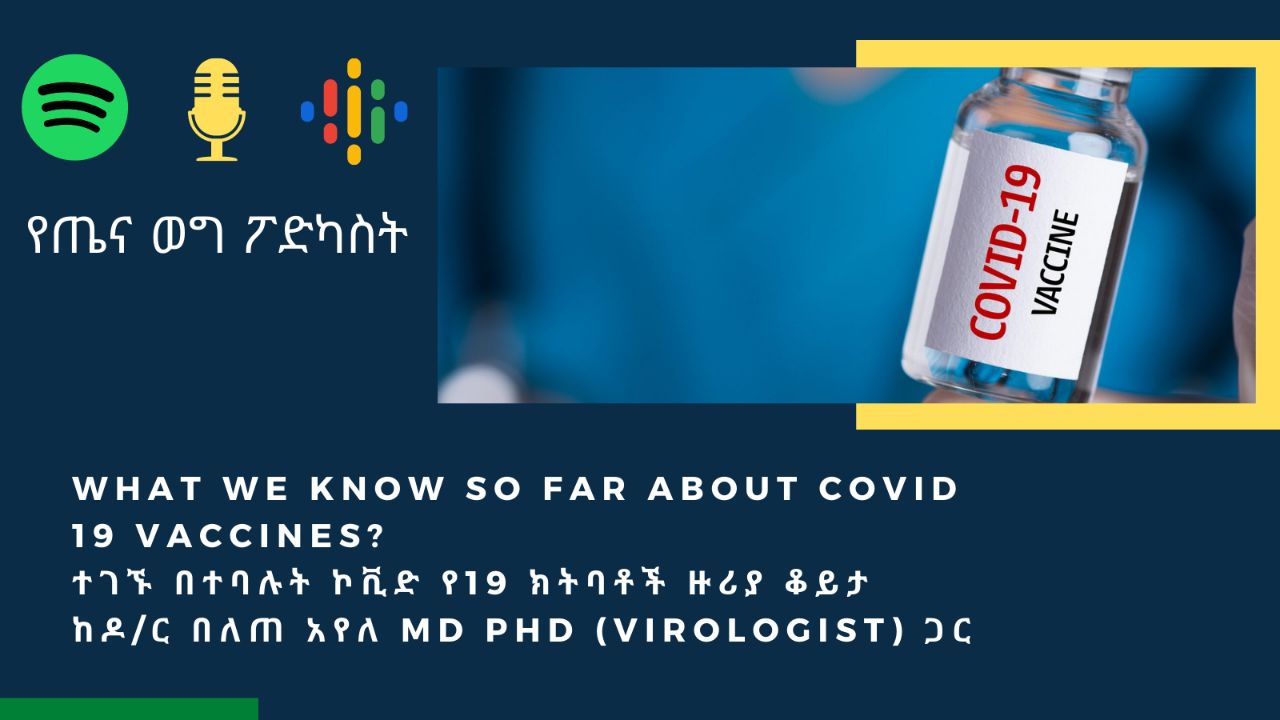 የጤና ወግ ፖድካስት
COVID-19
VACCINE
WHAT WE KNOW SO FAR ABOUT COVID
19 VACCINES?
ተገኙ በተባሉት ኮቪድ የ19 ክትባቶች ዙሪያ ቆይታ
ከዶ/ር በለጠ አየለ MD PHD (VIROLOGIST) ጋር